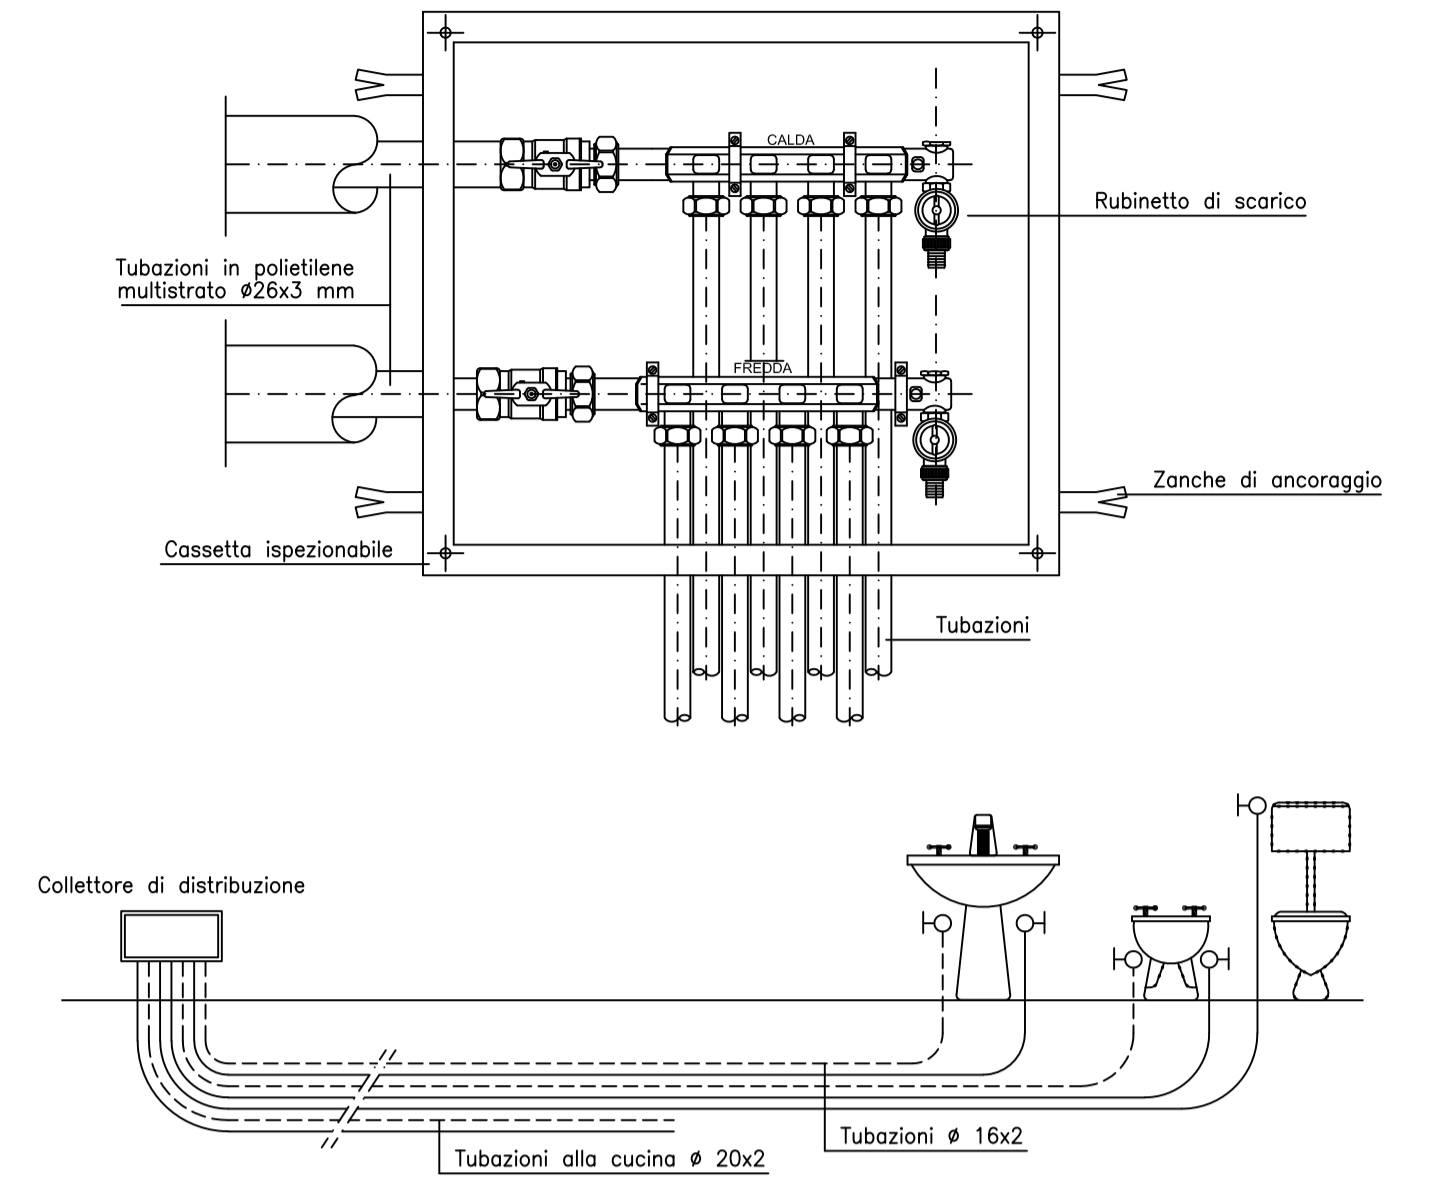 CALDA
Rubinetto di scarico
Tubazioni in polietilene
multistrato ø26x3 mm
FREDDA
Zanche di ancoraggio
Cassetta ispezionabile
Tubazioni
Collettore di distribuzione
Tubazioni ø 16x2
Tubazioni alla cucina ø 20x2